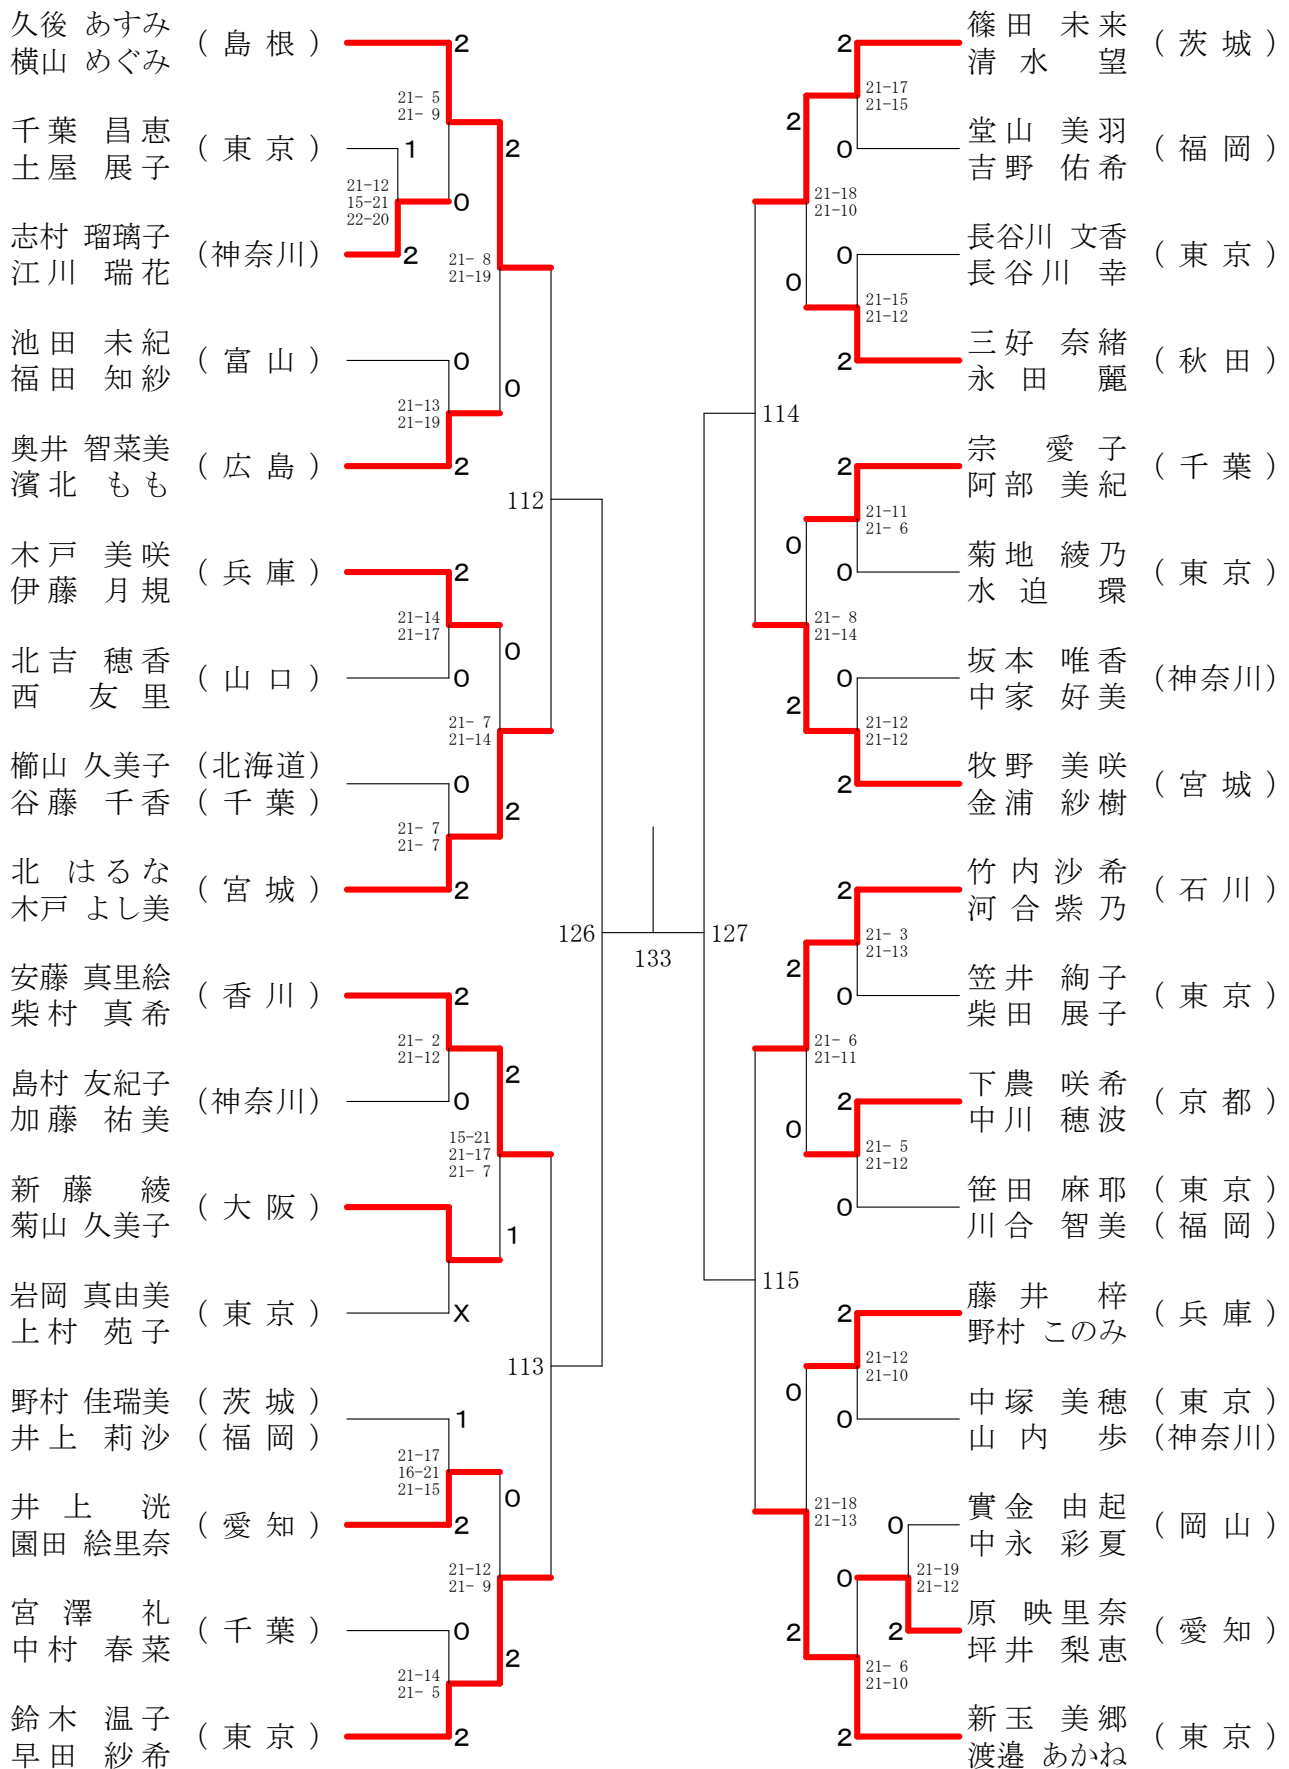 久後 あすみ
横山 めぐみ
( 島 根 )
2
21- 5
21- 9
千 葉 昌 恵
土 屋 展 子
( 東 京 )
1
2
21-12
15-21
22-20
0
志村 瑠璃子
江 川 瑞 花
(神奈川)
2
21- 8
21-19
池 田 未 紀
福 田 知 紗
( 富 山 )
0
21-13
21-19
0
奥井 智菜美
濱 北 も も
( 広 島 )
2
112
木 戸 美 咲
伊 藤 月 規
( 兵 庫 )
2
21-14
21-17
0
北 吉 穂 香
西 友 里
( 山 口 )
0
21- 7
21-14
櫛山 久美子 (北海道)
谷 藤 千 香 ( 千 葉 )
0
2
21- 7
21- 7
北 はるな
木戸 よし美
( 宮 城 )
2
126
133
安藤 真里絵
柴 村 真 希
( 香 川 )
2
21- 2
21-12
2
島村 友紀子
加 藤 祐 美
(神奈川)
0
15-21
21-17
21- 7
新 藤 綾
菊山 久美子
( 大 阪 )
1
岩岡 真由美
上 村 苑 子
( 東 京 )
X
113
野村 佳瑞美 ( 茨 城 )
井 上 莉 沙 ( 福 岡 )
1
21-17
16-21
21-15
0
井 上 洸
園田 絵里奈
( 愛 知 )
2
21-12
21- 9
宮 澤 礼
中 村 春 菜
( 千 葉 )
0
2
21-14
21- 5
鈴 木 温 子
早 田 紗 希
( 東 京 )
2
2
篠 田 未 来
清 水 望
( 茨 城 )
21-17
21-15
2
0
堂 山 美 羽
吉 野 佑 希
( 福 岡 )
21-18
21-10
0
長谷川 文香
長谷川 幸
( 東 京 )
0
21-15
21-12
2
三 好 奈 緒
永 田 麗
( 秋 田 )
114
2
宗 愛 子
阿 部 美 紀
( 千 葉 )
21-11
21- 6
0
0
菊 地 綾 乃
水 迫 環
( 東 京 )
21- 8
21-14
0
坂 本 唯 香
中 家 好 美
(神奈川)
2
21-12
21-12
2
牧 野 美 咲
金 浦 紗 樹
( 宮 城 )
127
2
竹 内 沙 希
河 合 紫 乃
( 石 川 )
21- 3
21-13
2
0
笠 井 絢 子
柴 田 展 子
( 東 京 )
21- 6
21-11
2
下 農 咲 希
中 川 穂 波
( 京 都 )
0
21- 5
21-12
0
笹 田 麻 耶 ( 東 京 )
川 合 智 美 ( 福 岡 )
115
2
藤 井 梓
野村 このみ
( 兵 庫 )
21-12
21-10
0
0
中 塚 美 穂 ( 東 京 )
山 内 歩 (神奈川)
21-18
21-13
0
實 金 由 起
中 永 彩 夏
( 岡 山 )
21-19
21-12
0
2
原 映里奈
坪 井 梨 恵
( 愛 知 )
2
21- 6
21-10
2
新 玉 美 郷
渡邉 あかね
( 東 京 )